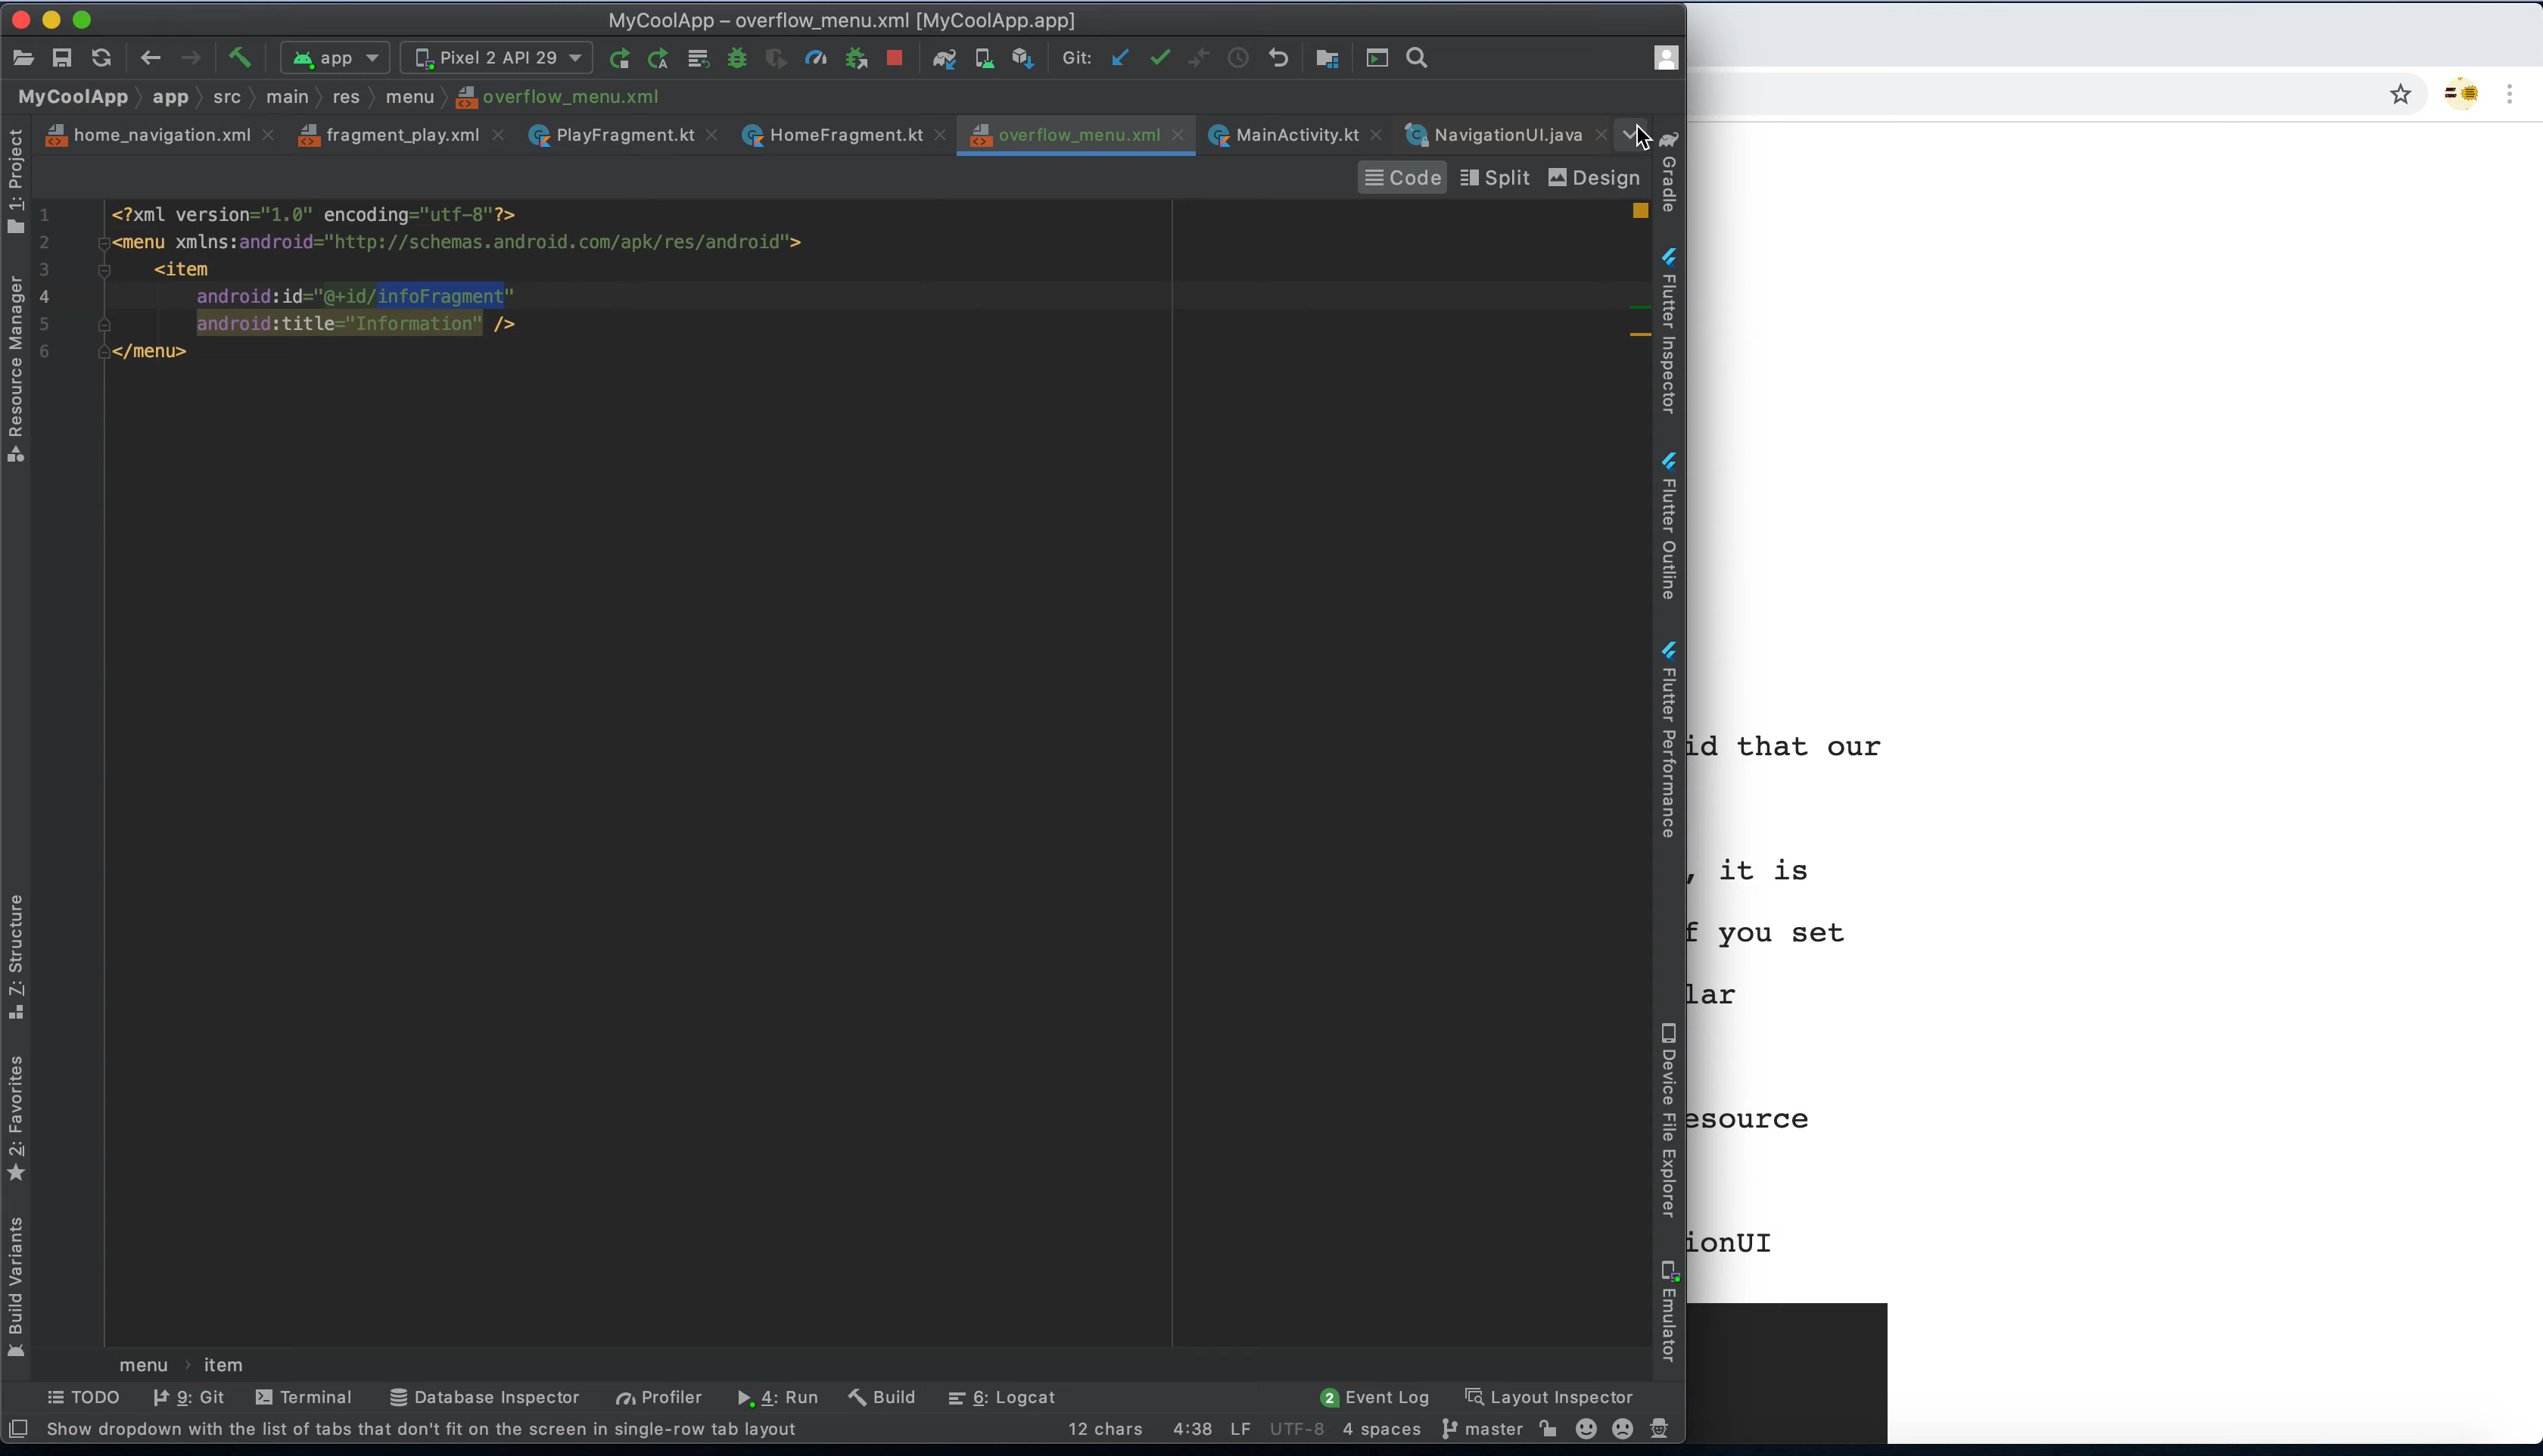 MyCoolApp – overflow_menu.xml [MyCoolApp.app]
app Pixel 2 API 29 Git:
MyCoolApp app src main res menu overflow_menu.xml
home_navigation.xml fragment_play.xml PlayFragment.kt HomeFragment.kt overflow_menu.xml MainActivity.kt NavigationUI.java
Code Split Design
1 <?xml version="1.0" encoding="utf-8"?>
2 <menu xmlns:android="http://schemas.android.com/apk/res/android">
3 <item
4 android:id="@+id/infoFragment"
5 android:title="Information" />
6 </menu>
1: Project
Resource Manager
7: Structure
2: Favorites
Build Variants
Gradle
Flutter Inspector
Flutter Outline
Flutter Performance
Device File Explorer
Emulator
id that our
, it is
f you set
lar
esource
ionUI
menu › item
TODO 9: Git Terminal Database Inspector Profiler 4: Run Build 6: Logcat 2 Event Log Layout Inspector
Show dropdown with the list of tabs that don't fit on the screen in single-row tab layout 12 chars 4:38 LF UTF-8 4 spaces master